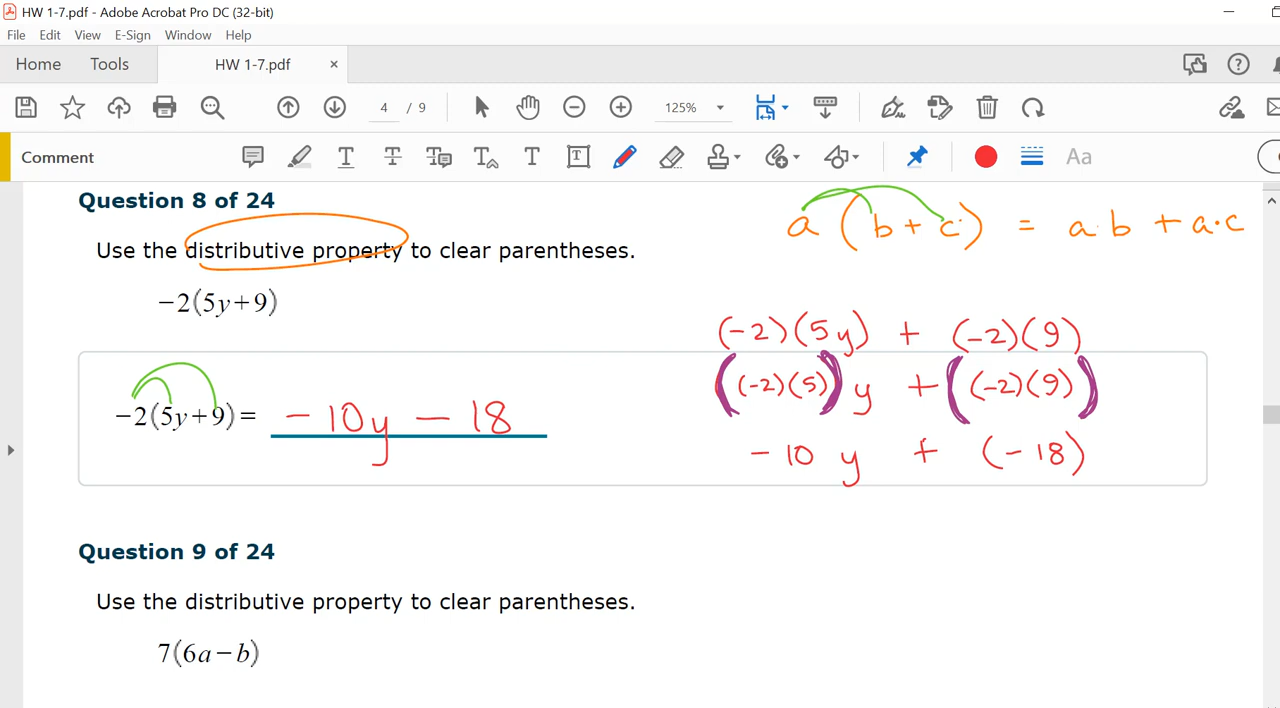 HW 1-7.pdf - Adobe Acrobat Pro DC (32-bit)
File Edit View E-Sign Window Help
Home Tools HW 1-7.pdf ×
4 / 9 125%
Comment Aa
Question 8 of 24
a (b + c) = a·b + a·c
Use the distributive property to clear parentheses.
−2(5y+9)
(-2)(5y) + (-2)(9)
((-2)(5))y + ((-2)(9))
−2(5y+9)= - 10y - 18
- 10 y + (- 18)
Question 9 of 24
Use the distributive property to clear parentheses.
7(6a−b)